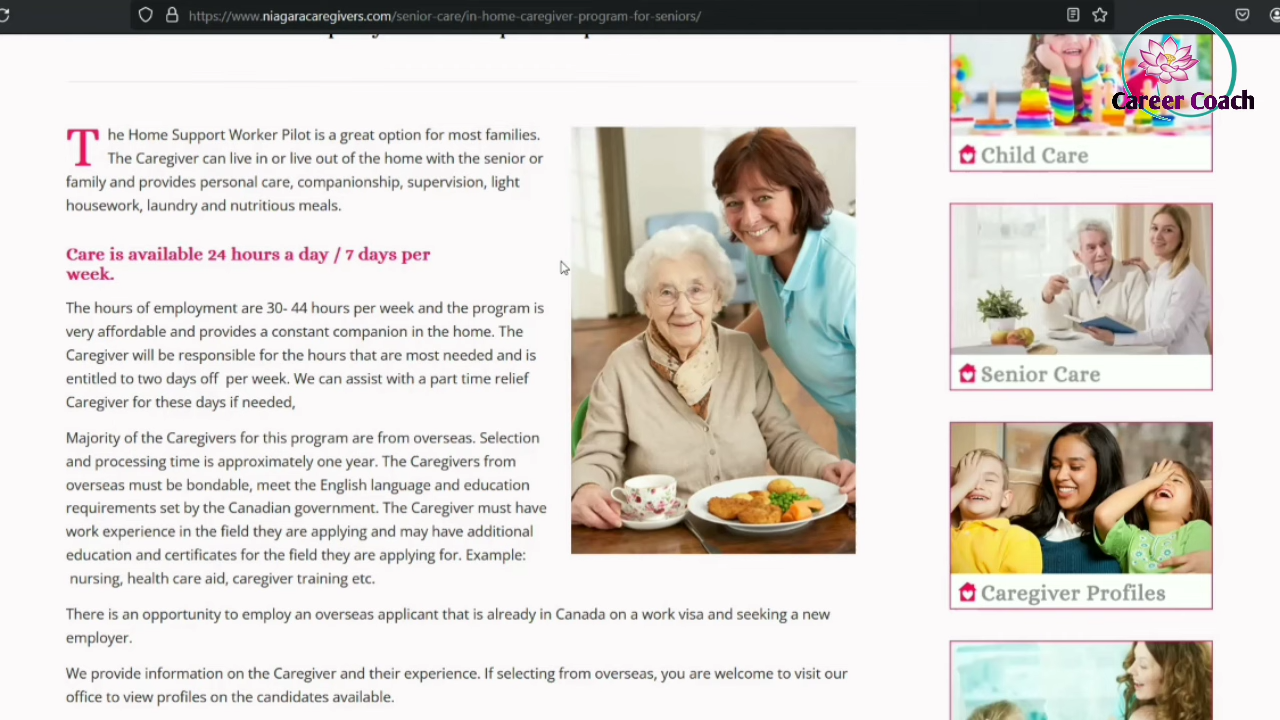 https://www.niagaracaregivers.com/senior-care/in-home-caregiver-program-for-seniors/
Career Coach
The Home Support Worker Pilot is a great option for most families.
The Caregiver can live in or live out of the home with the senior or
family and provides personal care, companionship, supervision, light
housework, laundry and nutritious meals.
Care is available 24 hours a day / 7 days per
week.
The hours of employment are 30- 44 hours per week and the program is
very affordable and provides a constant companion in the home. The
Caregiver will be responsible for the hours that are most needed and is
entitled to two days off  per week. We can assist with a part time relief
Caregiver for these days if needed,
Majority of the Caregivers for this program are from overseas. Selection
and processing time is approximately one year. The Caregivers from
overseas must be bondable, meet the English language and education
requirements set by the Canadian government. The Caregiver must have
work experience in the field they are applying and may have additional
education and certificates for the field they are applying for. Example:
nursing, health care aid, caregiver training etc.
There is an opportunity to employ an overseas applicant that is already in Canada on a work visa and seeking a new
employer.
We provide information on the Caregiver and their experience. If selecting from overseas, you are welcome to visit our
office to view profiles on the candidates available.
Child Care
Senior Care
Caregiver Profiles